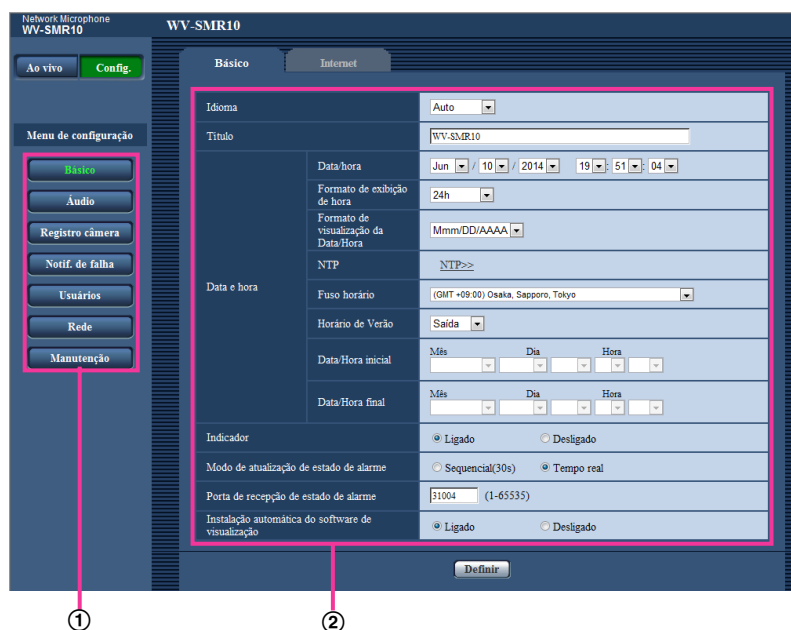 Network Microphone
WV-SMR10
WV-SMR10
Ao vivo
Config.
Menu de configuração
Básico
Áudio
Registro câmera
Notif. de falha
Usuários
Rede
Manutenção
Básico
Internet
Idioma
Auto
Titulo
WV-SMR10
Data e hora
Data/hora
Jun / 10 / 2014 19 : 51 : 04
Formato de exibição
de hora
24h
Formato de
visualização da
Data/Hora
Mmm/DD/AAAA
NTP
NTP>>
Fuso horário
(GMT +09:00) Osaka, Sapporo, Tokyo
Horário de Verão
Saída
Data/Hora inicial
Mês Dia Hora
Data/Hora final
Mês Dia Hora
Indicador
Ligado Desligado
Modo de atualização de estado de alarme
Sequencial(30s) Tempo real
Porta de recepção de estado de alarme
31004 (1-65535)
Instalação automática do software de
visualização
Ligado Desligado
Definir
① ②